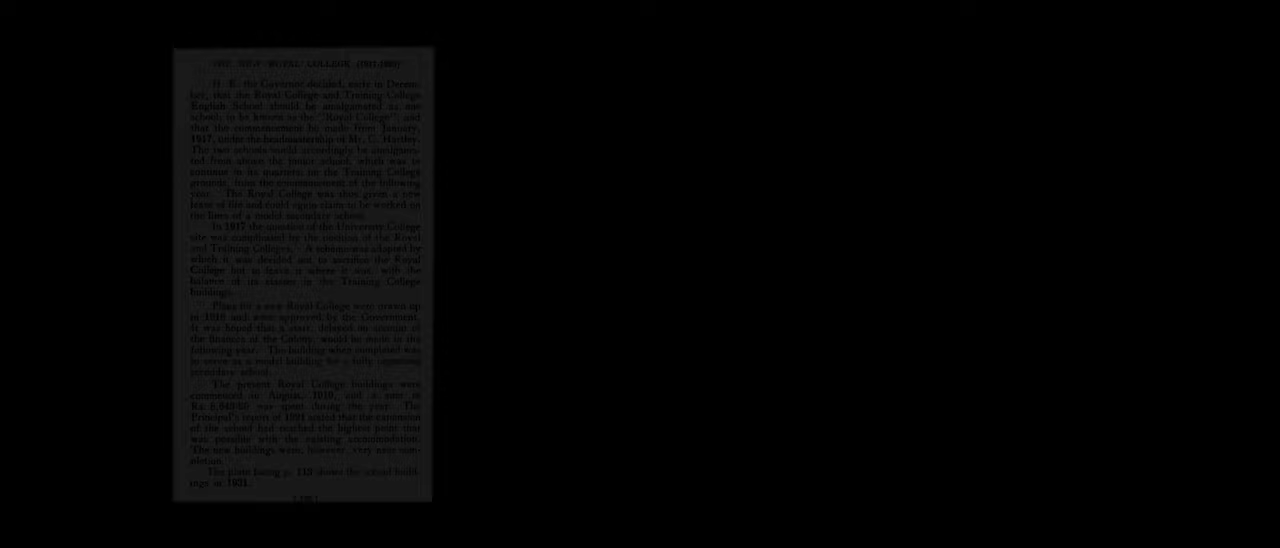 THE NEW ROYAL COLLEGE (1917-1989)
H. E. the Governor decided, early in Decem-
ber, that the Royal College and Training College
English School should be amalgamated as one
school; to be known as the "Royal College"; and
that the commencement be made from January,
1917, under the headmastership of Mr. C. Hartley.
The two schools would accordingly be amalgama-
ted from above the junior school, which was to
continue in its quarters in the Training College
grounds, from the commencement of the following
year. The Royal College was thus given a new
lease of life and could again claim to be worked on
the lines of a model secondary school.
In 1917 the question of the University College
site was complicated by the position of the Royal
and Training Colleges. A scheme was adopted by
which it was decided not to sacrifice the Royal
College but to leave it where it was, with the
balance of its classes in the Training College
buildings.
Plans for a new Royal College were drawn up
in 1918 and were approved by the Government.
It was hoped that a start, delayed on account of
the finances of the Colony, would be made in the
following year. The building when completed was
to serve as a model building for a fully equipped
secondary school.
The present Royal College buildings were
commenced in August, 1919, and a sum of
Rs. was spent during the year. The
Principal's report of 1921 stated that the expansion
of the school had reached the highest point that
was possible with the existing accommodation.
The new buildings were, however, very near com-
pletion.
The plate facing p. 113 shows the school build-
ings in 1921.